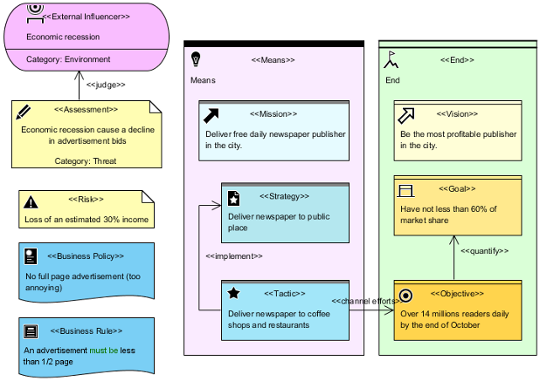 <<External Influencer>>
Economic recession
Category: Environment
<<judge>>
<<Assessment>>
Economic recession cause a decline
in advertisement bids
Category: Threat
<<Risk>>
Loss of an estimated 30% income
<<Business Policy>>
No full page advertisement (too
annoying)
<<Business Rule>>
An advertisement must be less
than 1/2 page
<<Means>>
Means
<<Mission>>
Deliver free daily newspaper publisher
in the city.
<<Strategy>>
Deliver newspaper to public
place
<<implement>>
<<Tactic>>
Deliver newspaper to coffee
shops and restaurants
<<channel efforts>>
<<End>>
End
<<Vision>>
Be the most profitable publisher
in the city.
<<Goal>>
Have not less than 60% of
market share
<<quantify>>
<<Objective>>
Over 14 millions readers daily
by the end of October